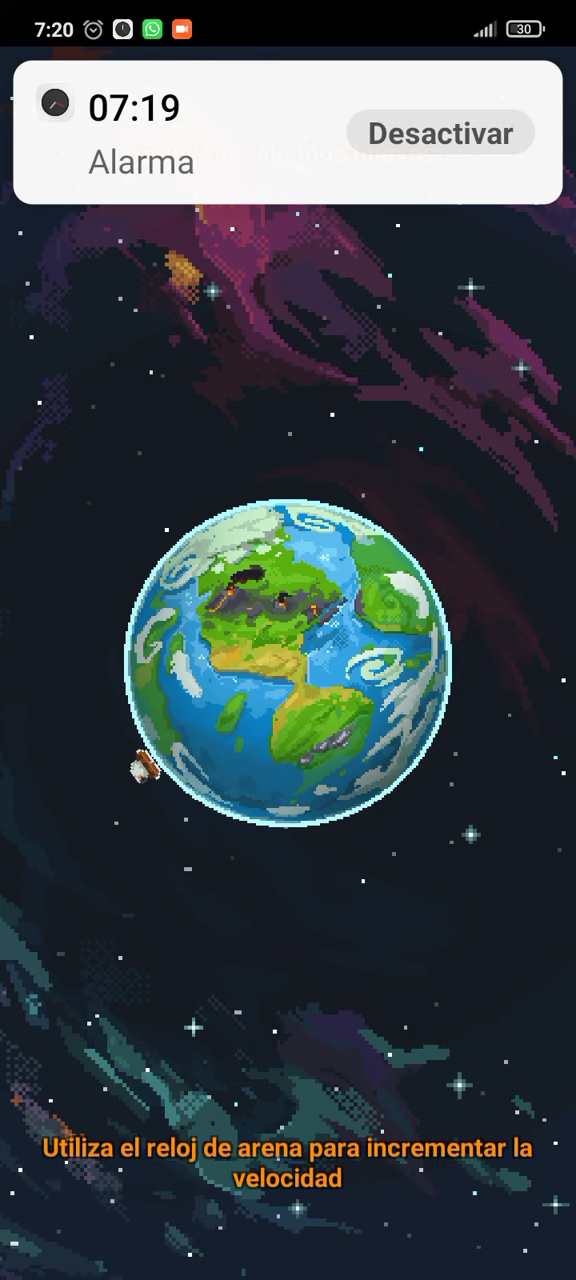 7:20
30
07:19
Desactivar
Alarma
Utiliza el reloj de arena para incrementar la
velocidad